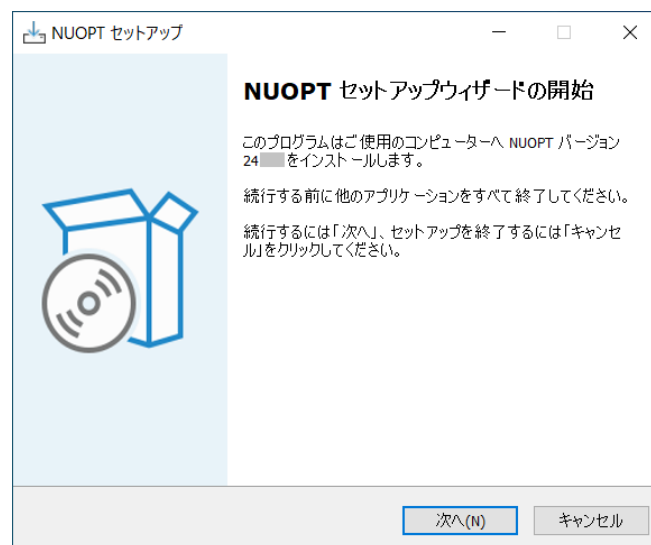 NUOPT セットアップ
NUOPT セットアップウィザードの開始
このプログラムはご使用のコンピューターへ NUOPT バージョン
24 をインストールします。
続行する前に他のアプリケーションをすべて終了してください。
続行するには「次へ」、セットアップを終了するには「キャンセ
ル」をクリックしてください。
次へ(N)
キャンセル